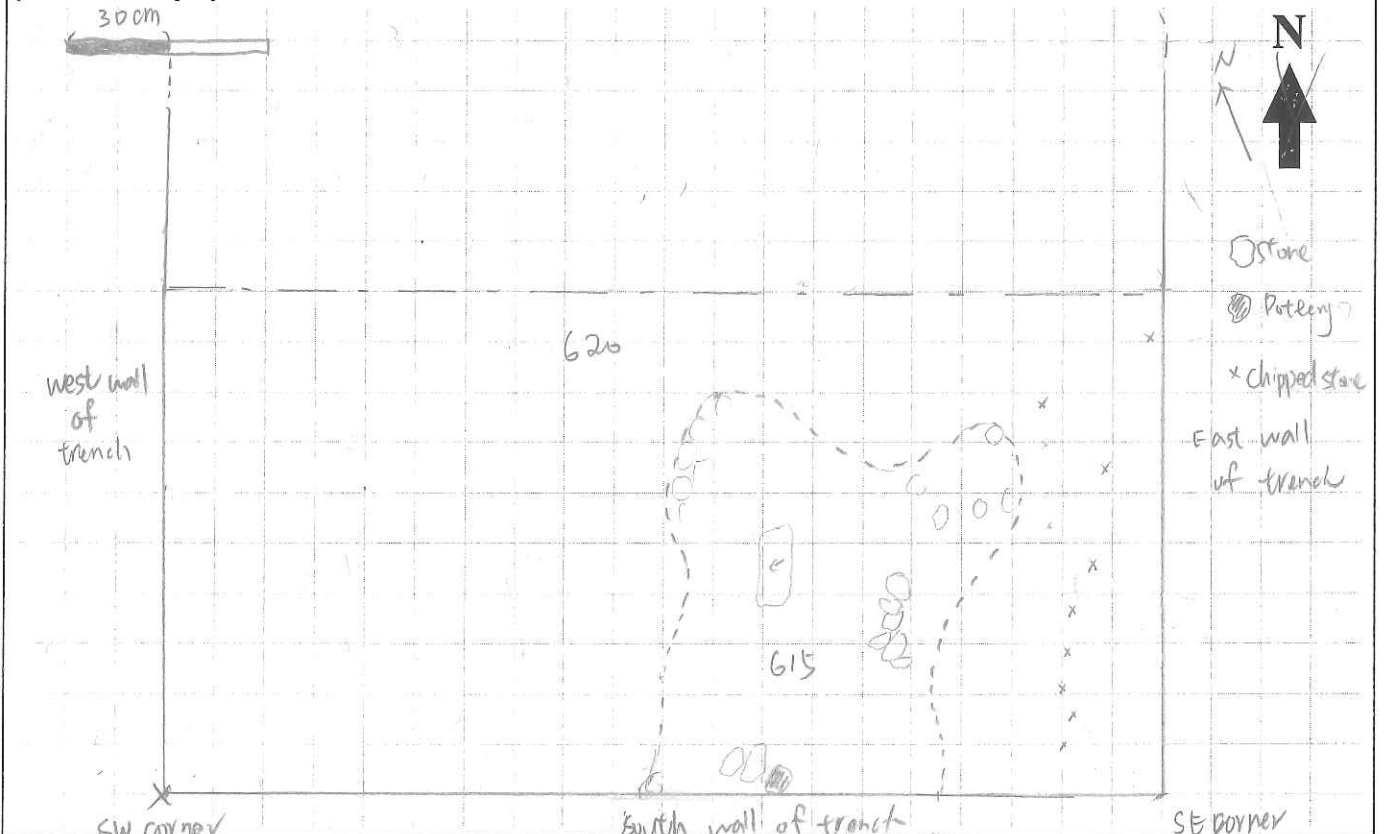 30cm
N
N
stone
Pottery
x chipped stone
620
west wall
of
trench
East wall
of trench
615
SW corner
South wall of trench
SE corner